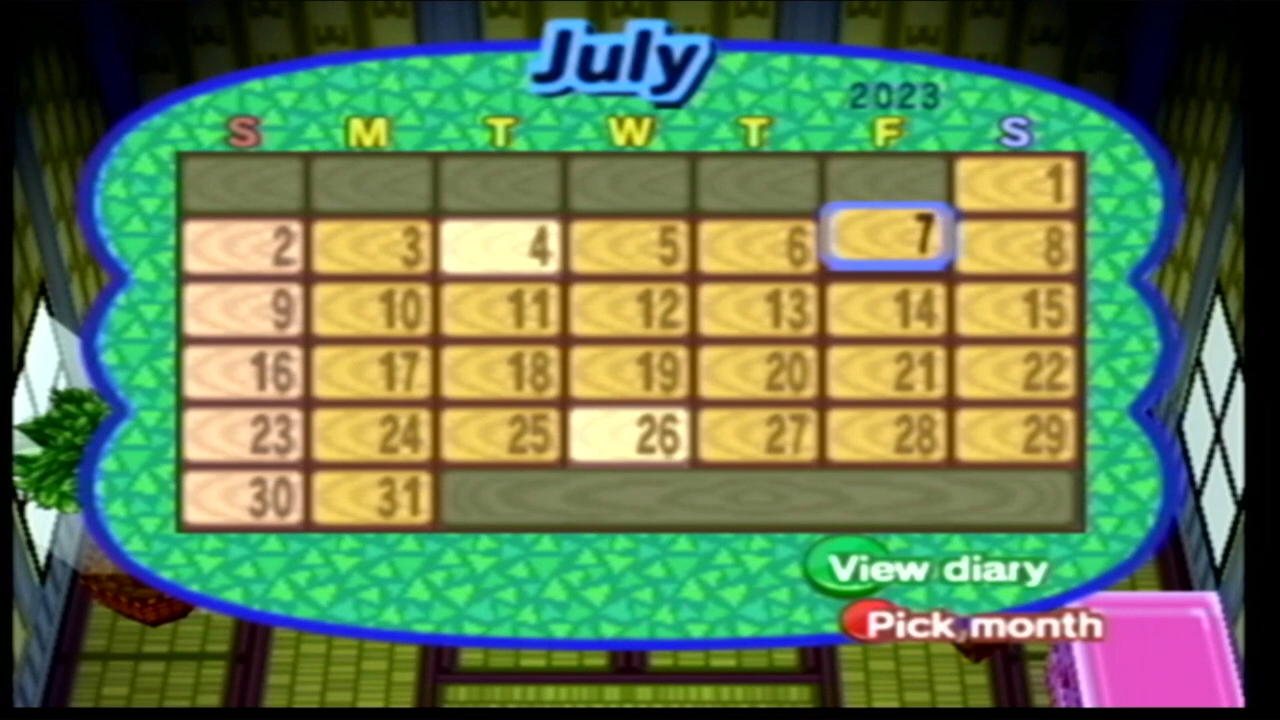 July
2023
S M T W T F S
1
2 3 4 5 6 7 8
9 10 11 12 13 14 15
16 17 18 19 20 21 22
23 24 25 26 27 28 29
30 31
View diary
Pick month